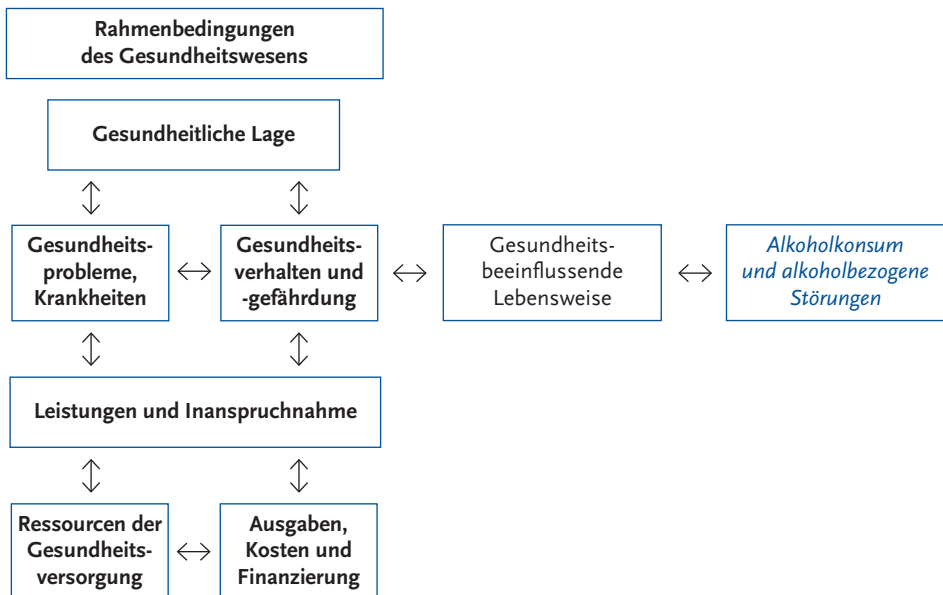 Rahmenbedingungen
des Gesundheitswesens
Gesundheitliche Lage
Gesundheits-
probleme,
Krankheiten
Gesundheits-
verhalten und
-gefährdung
Gesundheits-
beeinflussende
Lebensweise
Alkoholkonsum
und alkoholbezogene
Störungen
Leistungen und Inanspruchnahme
Ressourcen der
Gesundheits-
versorgung
Ausgaben,
Kosten und
Finanzierung